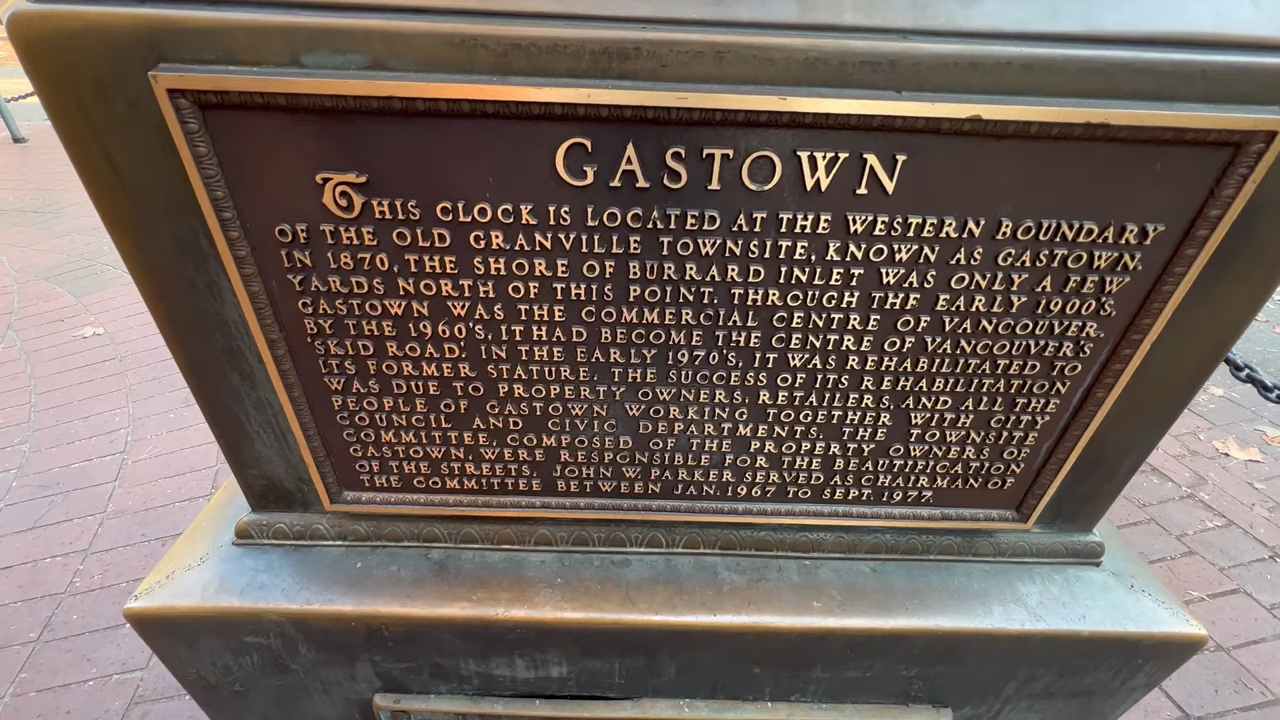 GASTOWN
THIS CLOCK IS LOCATED AT THE WESTERN BOUNDARY
OF THE OLD GRANVILLE TOWNSITE, KNOWN AS GASTOWN.
IN 1870, THE SHORE OF BURRARD INLET WAS ONLY A FEW
YARDS NORTH OF THIS POINT. THROUGH THE EARLY 1900'S,
GASTOWN WAS THE COMMERCIAL CENTRE OF VANCOUVER.
BY THE 1960'S, IT HAD BECOME THE CENTRE OF VANCOUVER'S
'SKID ROAD'. IN THE EARLY 1970'S, IT WAS REHABILITATED TO
ITS FORMER STATURE. THE SUCCESS OF ITS REHABILITATION
WAS DUE TO PROPERTY OWNERS, RETAILERS, AND ALL THE
PEOPLE OF GASTOWN WORKING TOGETHER WITH CITY
COUNCIL AND CIVIC DEPARTMENTS. THE TOWNSITE
COMMITTEE, COMPOSED OF THE PROPERTY OWNERS OF
GASTOWN, WERE RESPONSIBLE FOR THE BEAUTIFICATION
OF THE STREETS. JOHN W. PARKER SERVED AS CHAIRMAN OF
THE COMMITTEE BETWEEN JAN. 1967 TO SEPT. 1977.